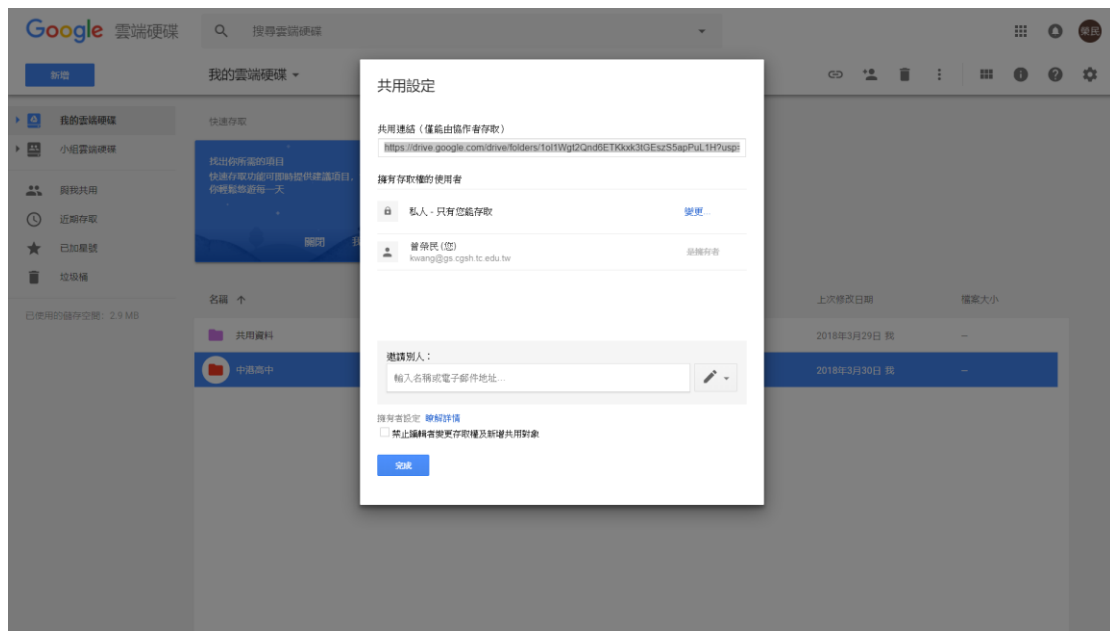 Google 雲端硬碟
搜尋雲端硬碟
榮民
新增
我的雲端硬碟
我的雲端硬碟
小組雲端硬碟
與我共用
近期存取
已加星號
垃圾桶
已使用的儲存空間：2.9 MB
快速存取
找出你所需的項目
快速存取功能可即時提供建議項目，
你輕鬆悠遊每一天
關閉
名稱
上次修改日期
檔案大小
共用資料
2018年3月29日 我
–
中港高中
2018年3月30日 我
–
共用設定
共用連結（僅能由協作者存取）
https://drive.google.com/drive/folders/1ol1Wgt2Qnd6ETKkxk3tGEszS5apPuL1H?usp=
擁有存取權的使用者
私人 - 只有您能存取
變更...
曾榮民 (您)
kwang@gs.cgsh.tc.edu.tw
是擁有者
邀請別人：
輸入名稱或電子郵件地址...
擁有者設定 瞭解詳情
禁止編輯者變更存取權及新增共用對象
完成